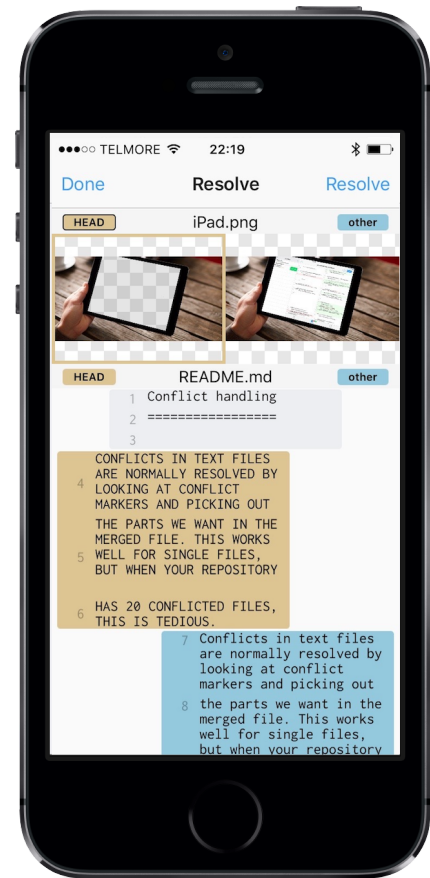 TELMORE 22:19
Done Resolve Resolve
HEAD iPad.png other
HEAD README.md other
1 Conflict handling
2 =================
3
CONFLICTS IN TEXT FILES
ARE NORMALLY RESOLVED BY
4 LOOKING AT CONFLICT
MARKERS AND PICKING OUT
THE PARTS WE WANT IN THE
MERGED FILE. THIS WORKS
5 WELL FOR SINGLE FILES,
BUT WHEN YOUR REPOSITORY
HAS 20 CONFLICTED FILES,
6 THIS IS TEDIOUS.
7 Conflicts in text files
are normally resolved by
looking at conflict
markers and picking out
8 the parts we want in the
merged file. This works
well for single files,
but when your repository